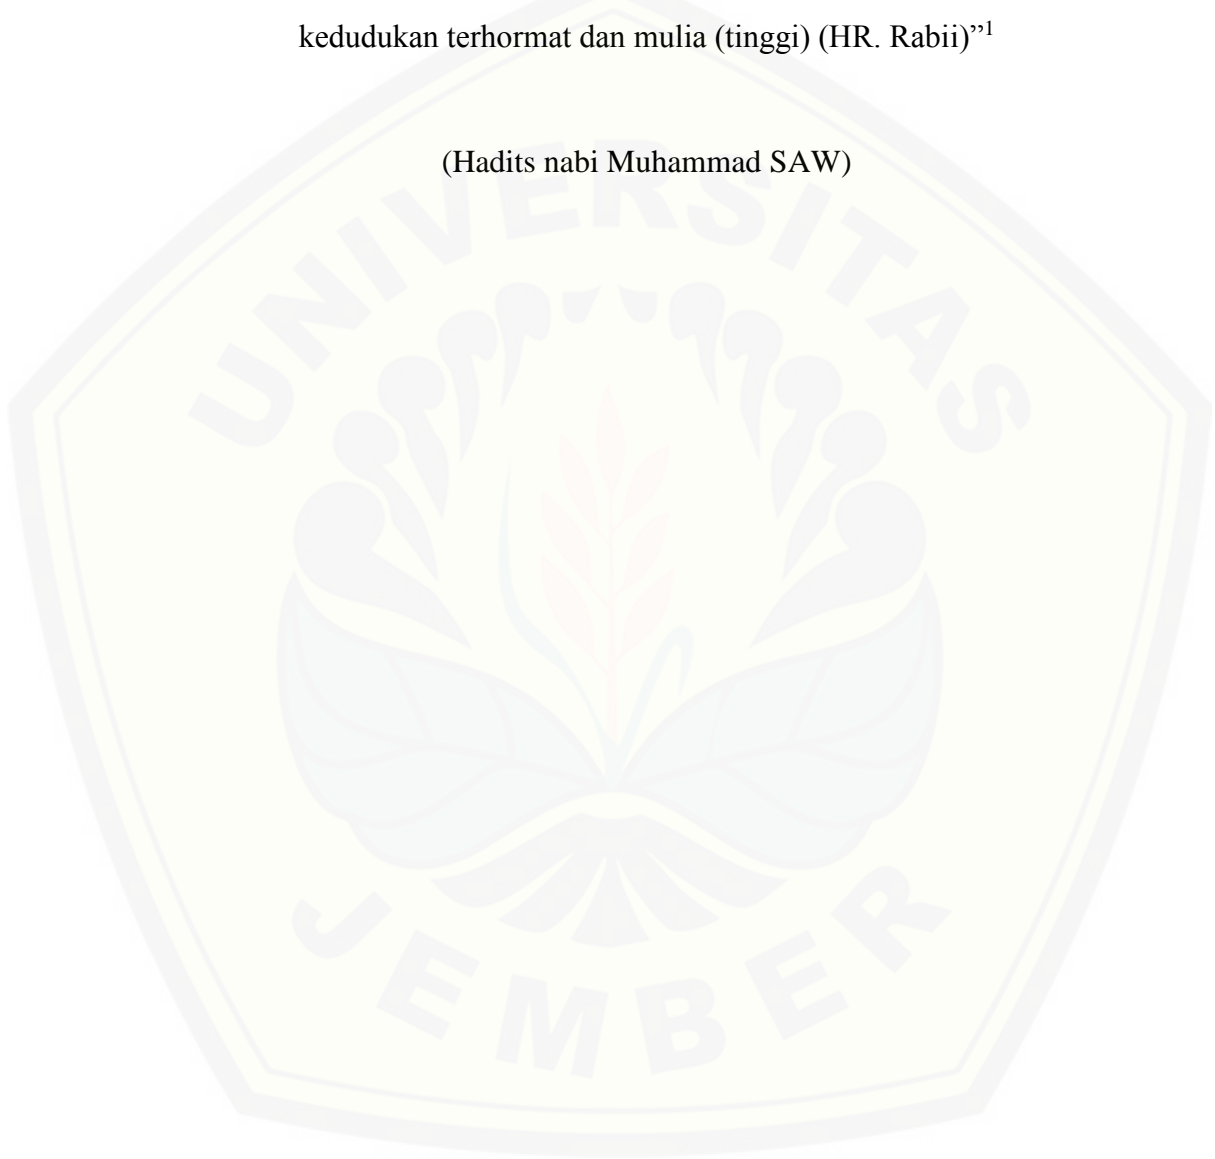 kedudukan terhormat dan mulia (tinggi) (HR. Rabii)”1
(Hadits nabi Muhammad SAW)
UNIVERSITAS
JEMBER